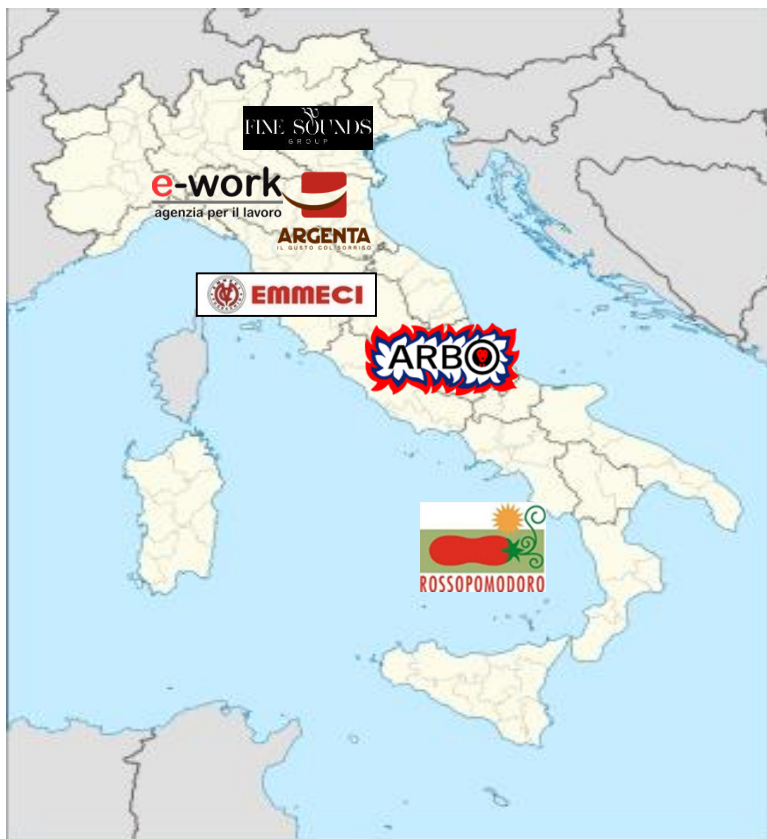 FINE SOUNDS
GROUP
e-work
agenzia per il lavoro
ARGENTA
IL GUSTO COL SORRISO
EMMECI
ARBO
ROSSOPOMODORO